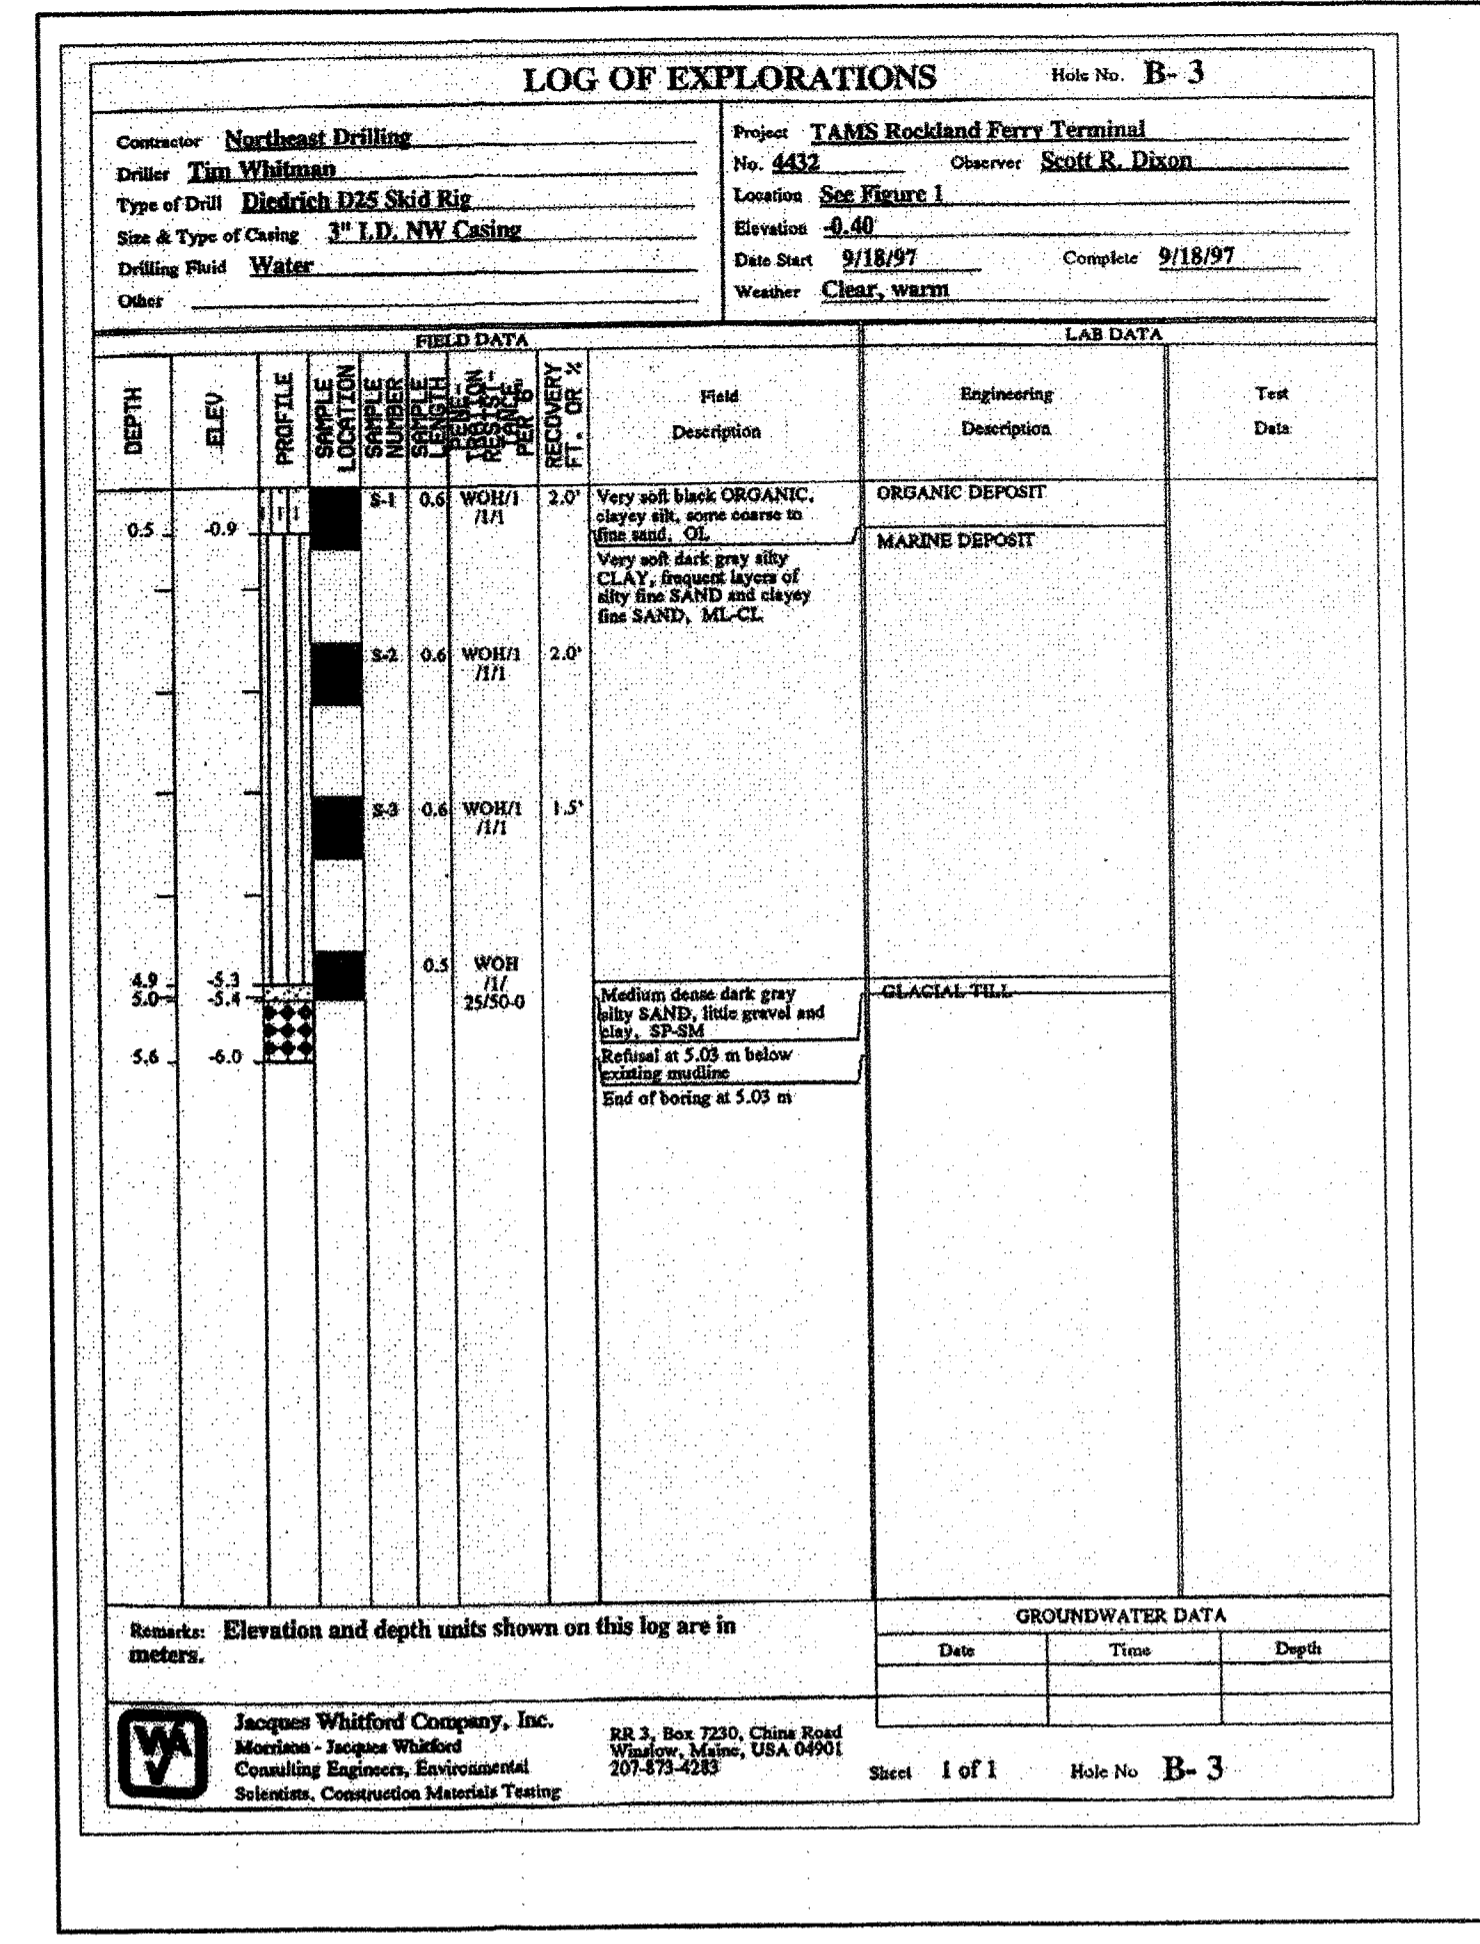 LOG OF EXPLORATIONS Hole No. B- 3
Contractor Northeast Drilling
Driller Tim Whitman
Type of Drill Diedrich D25 Skid Rig
Size & Type of Casing 3" I.D. NW Casing
Drilling Fluid Water
Other
Project TAMS Rockland Ferry Terminal
No. 4432 Observer Scott R. Dixon
Location See Figure 1
Elevation -0.40
Date Start 9/18/97 Complete 9/18/97
Weather Clear, warm
FIELD DATA
LAB DATA
DEPTH
ELEV
PROFILE
SAMPLE
LOCATION
SAMPLE
NUMBER
SAMPLE
LENGTH
PENE-
TRATION
RESIST-
TANCE
PER 6"
RECOVERY
FT. OR %
Field
Description
Engineering
Description
Test
Data
S-1 0.6 WOH/1 2.0'
/1/1
0.5 -0.9
Very soft black ORGANIC,
clayey silt, some coarse to
fine sand, OL
ORGANIC DEPOSIT
MARINE DEPOSIT
Very soft dark gray silty
CLAY, frequent layers of
silty fine SAND and clayey
fine SAND, ML-CL
S-2 0.6 WOH/1 2.0'
/1/1
S-3 0.6 WOH/1 1.5'
/1/1
0.5 WOH
/1/
25/50-0
4.9 -5.3
5.0 -5.4
5.6 -6.0
Medium dense dark gray
silty SAND, little gravel and
clay, SP-SM
GLACIAL TILL
Refusal at 5.03 m below
existing mudline
End of boring at 5.03 m
Remarks: Elevation and depth units shown on this log are in
meters.
GROUNDWATER DATA
Date Time Depth
Jacques Whitford Company, Inc.
Morrison - Jacques Whitford
Consulting Engineers, Environmental
Scientists, Construction Materials Testing
RR 3, Box 7230, China Road
Winslow, Maine, USA 04901
207-873-4283
Sheet 1 of 1 Hole No B- 3